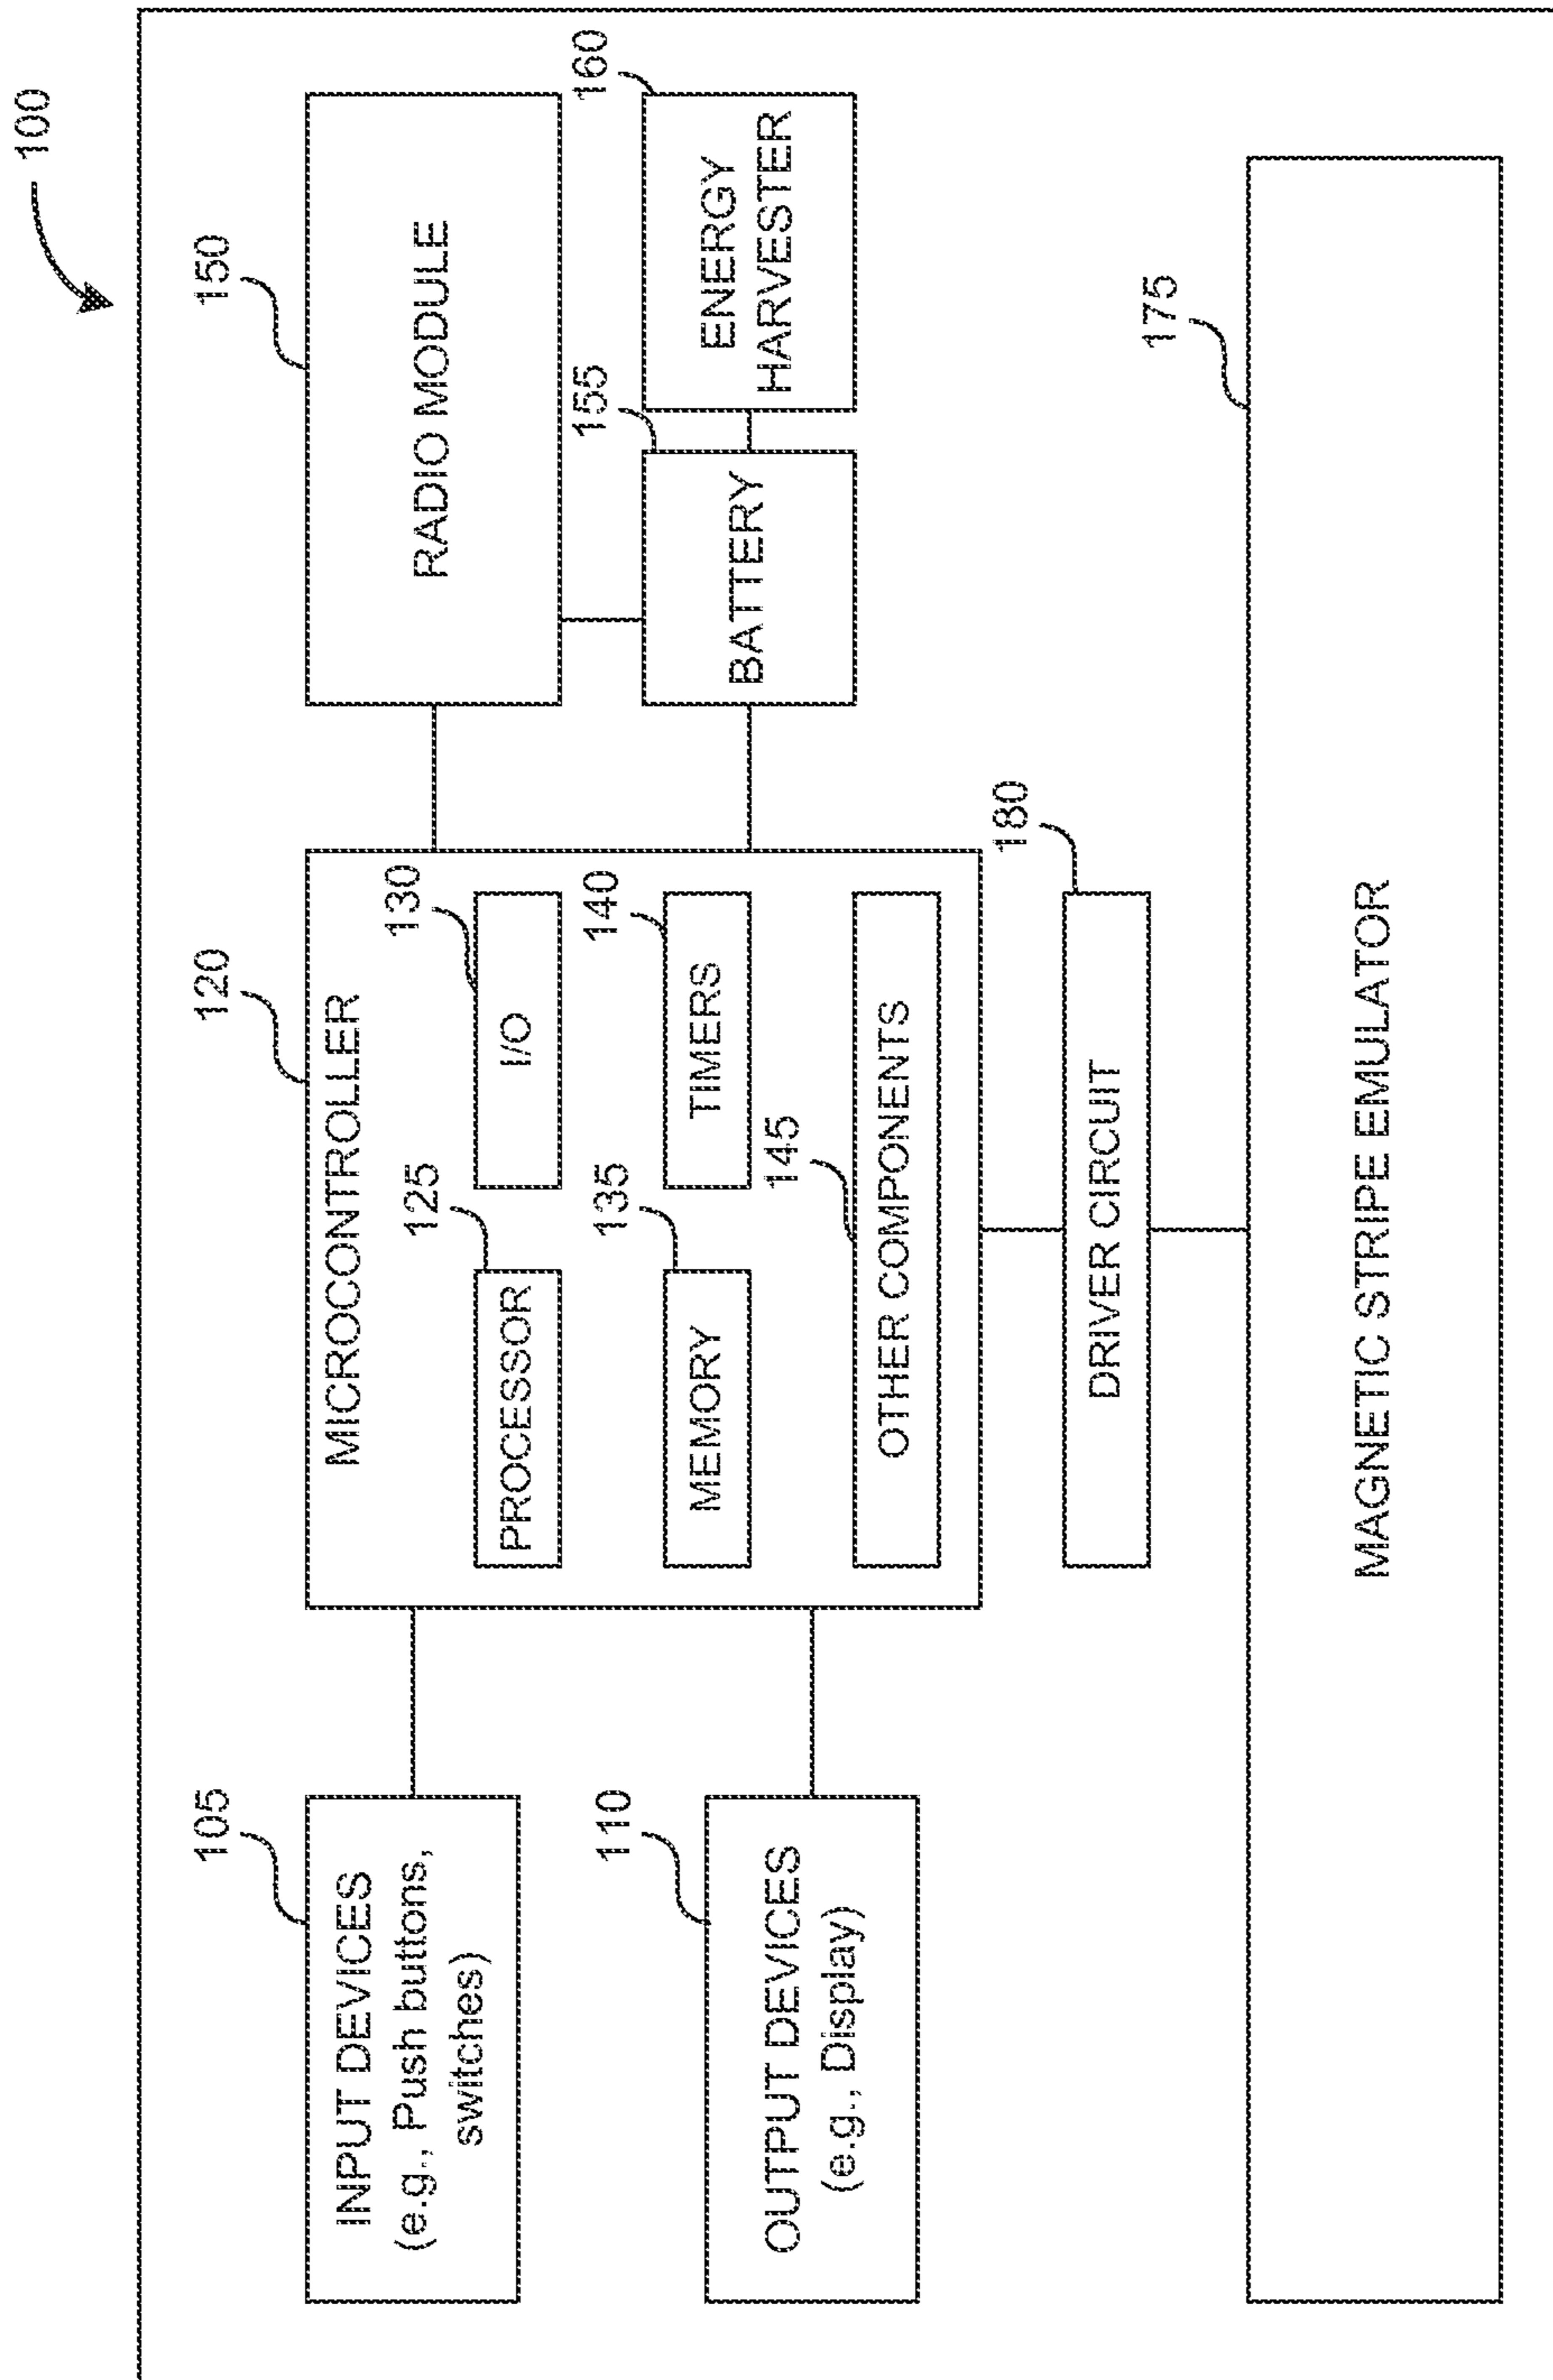 100
105
INPUT DEVICES
(e.g., Push buttons,
switches)
110
OUTPUT DEVICES
(e.g., Display)
120
MICROCONTROLLER
125
PROCESSOR
130
I/O
135
MEMORY
140
TIMERS
145
OTHER COMPONENTS
150
RADIO MODULE
155
BATTERY
160
ENERGY
HARVESTER
180
DRIVER CIRCUIT
175
MAGNETIC STRIPE EMULATOR